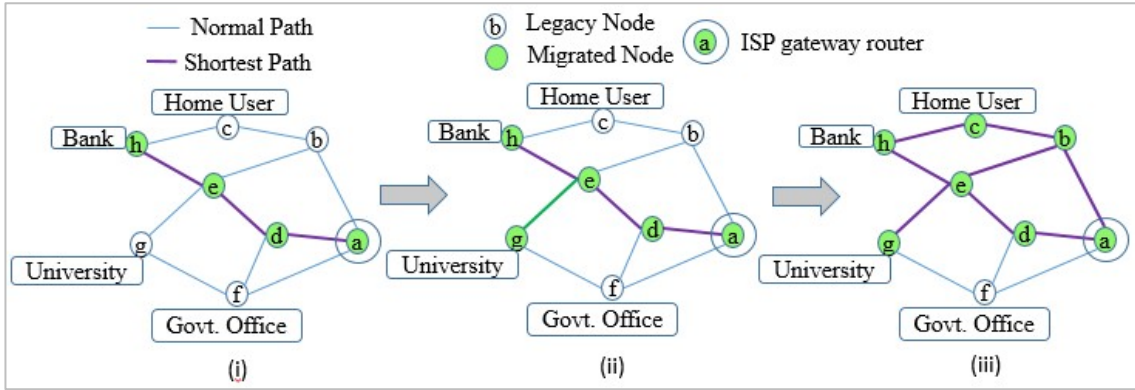 Normal Path
b Legacy Node
a ISP gateway router
Shortest Path
Migrated Node
Home User
Bank
h
c
b
e
g
d
a
University
f
Govt. Office
(i)
Home User
Bank
h
c
b
e
g
d
a
University
f
Govt. Office
(ii)
Home User
Bank
h
c
b
e
g
d
a
University
f
Govt. Office
(iii)